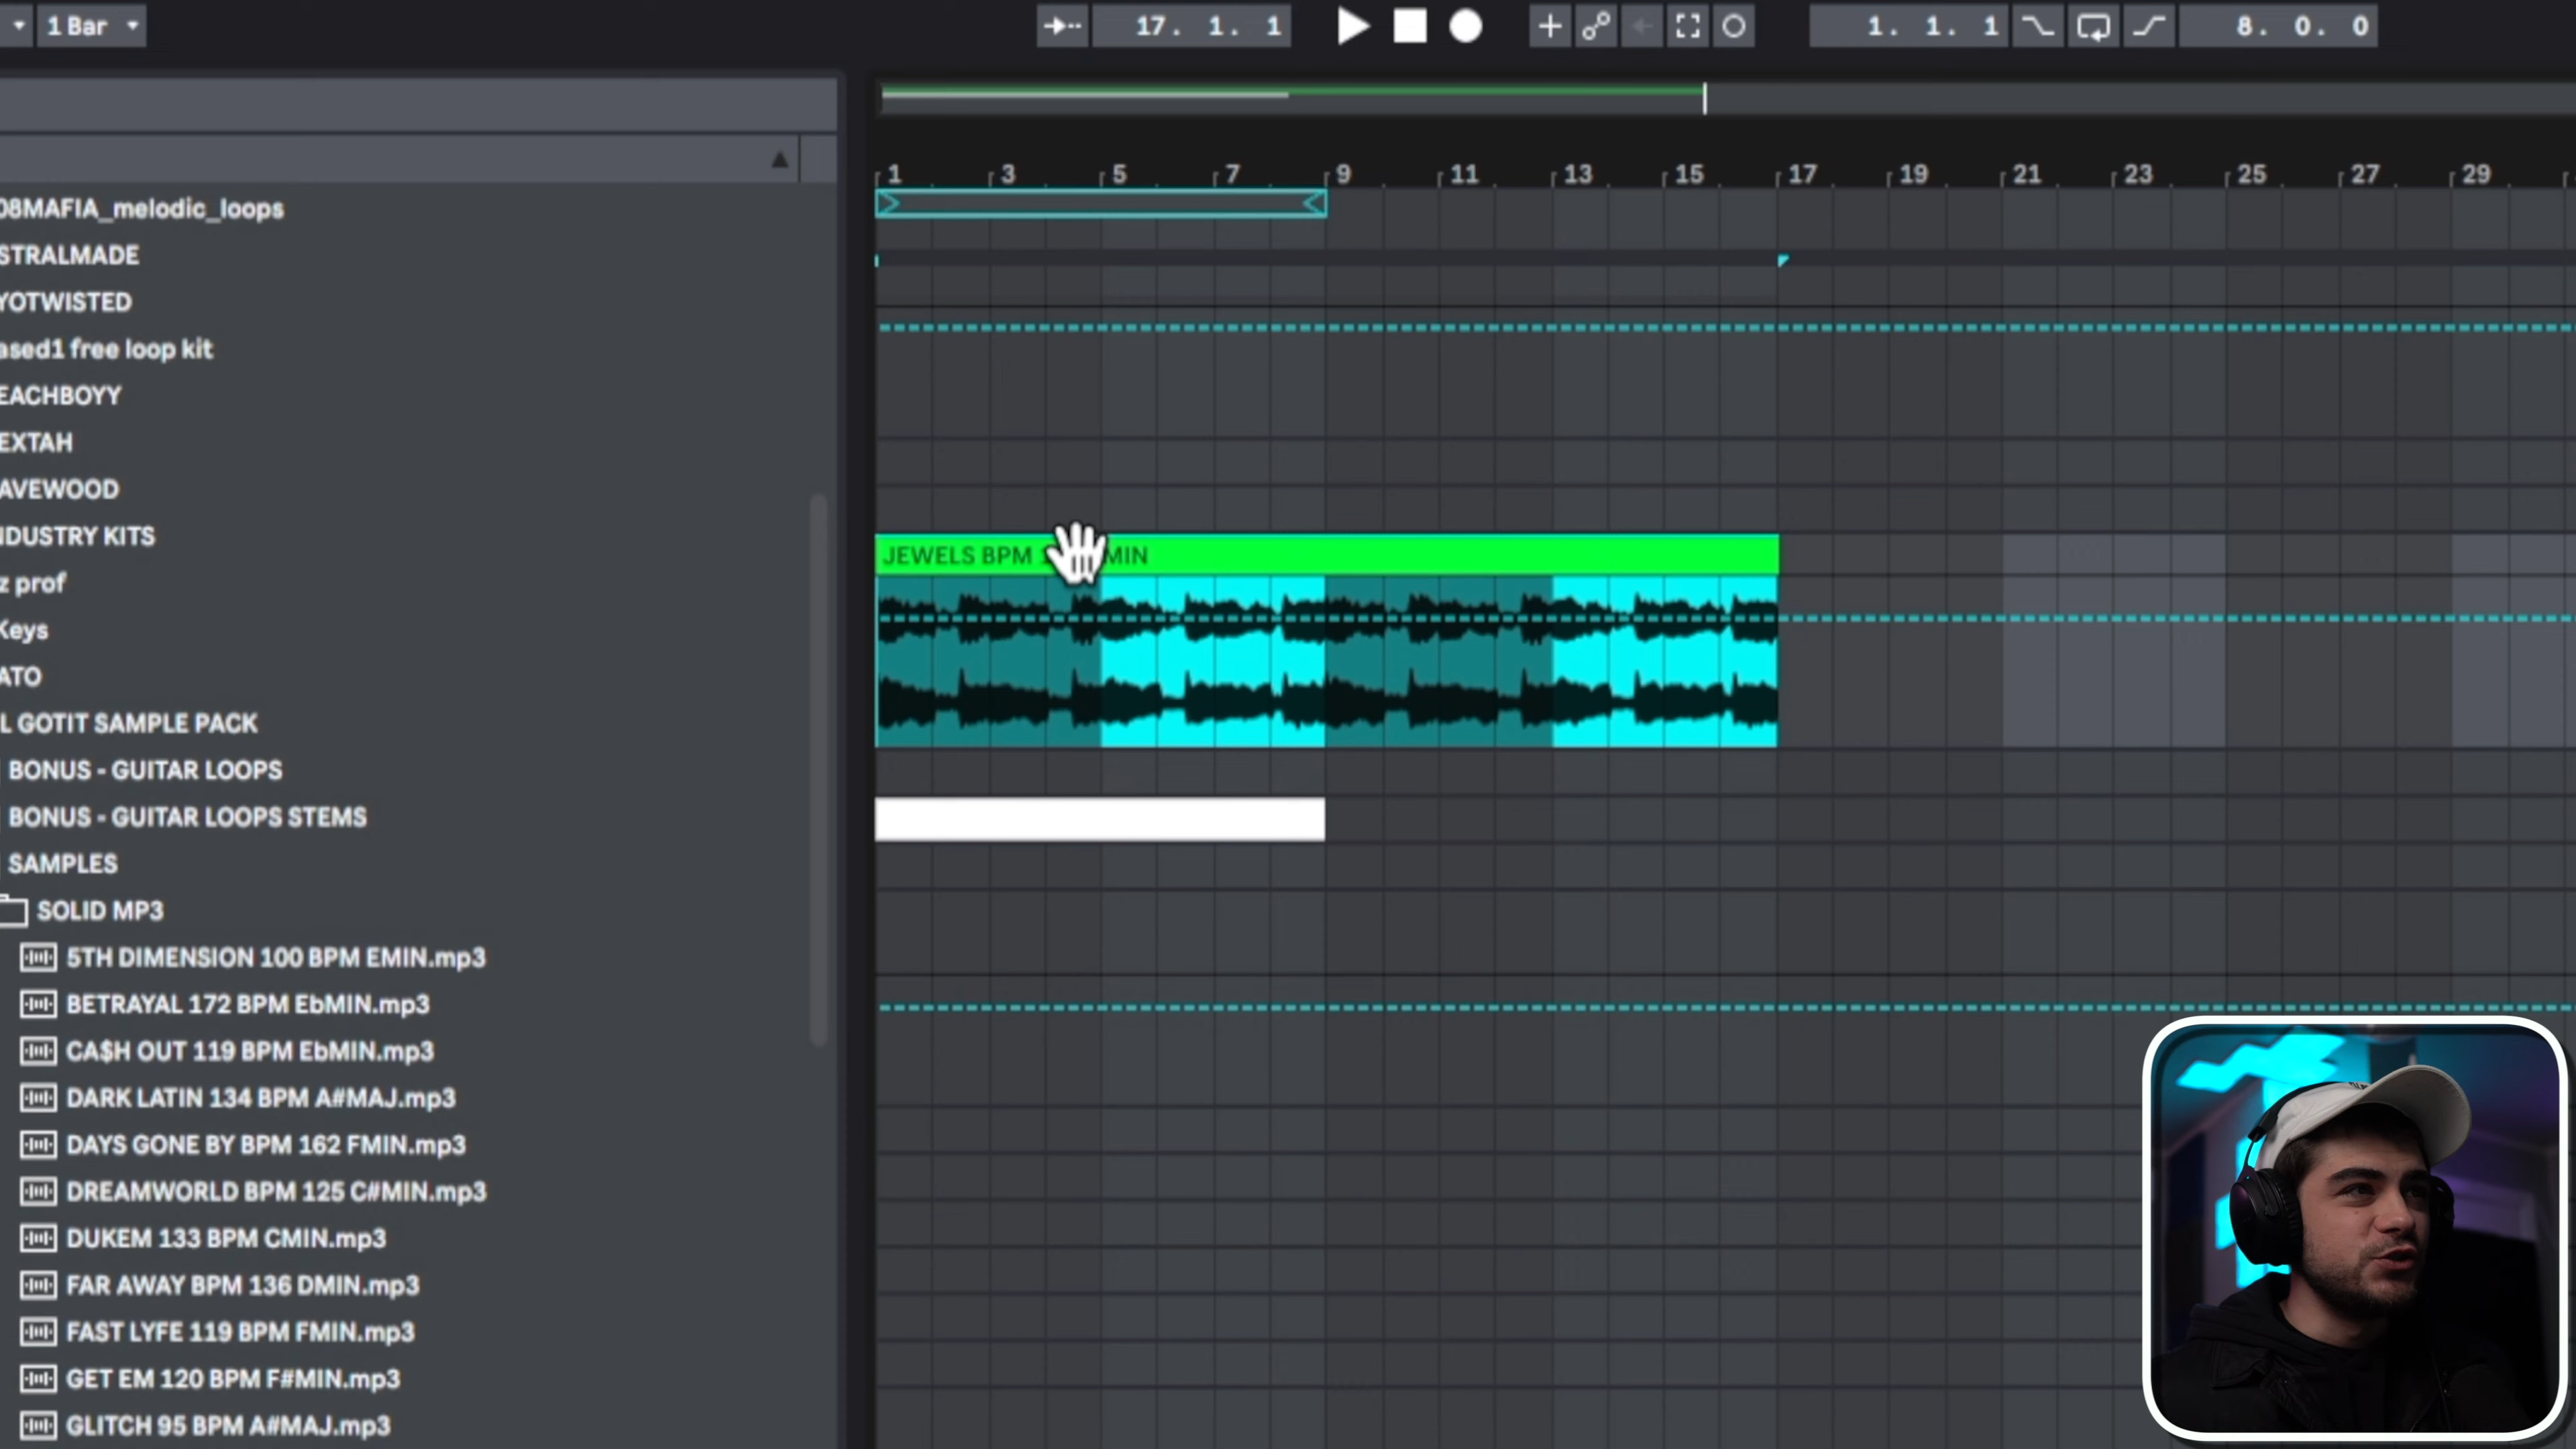 1 Bar
17. 1. 1
1. 1. 1
8. 0. 0
1 3 5 7 9 11 13 15 17 19 21 23 25 27 29
08MAFIA_melodic_loops
STRALMADE
YOTWISTED
ased1 free loop kit
EACHBOYY
EXTAH
AVEWOOD
NDUSTRY KITS
z prof
Keys
ATO
L GOTIT SAMPLE PACK
BONUS - GUITAR LOOPS
BONUS - GUITAR LOOPS STEMS
SAMPLES
SOLID MP3
5TH DIMENSION 100 BPM EMIN.mp3
BETRAYAL 172 BPM EbMIN.mp3
CA$H OUT 119 BPM EbMIN.mp3
DARK LATIN 134 BPM A#MAJ.mp3
DAYS GONE BY BPM 162 FMIN.mp3
DREAMWORLD BPM 125 C#MIN.mp3
DUKEM 133 BPM CMIN.mp3
FAR AWAY BPM 136 DMIN.mp3
FAST LYFE 119 BPM FMIN.mp3
GET EM 120 BPM F#MIN.mp3
GLITCH 95 BPM A#MAJ.mp3
JEWELS BPM MIN